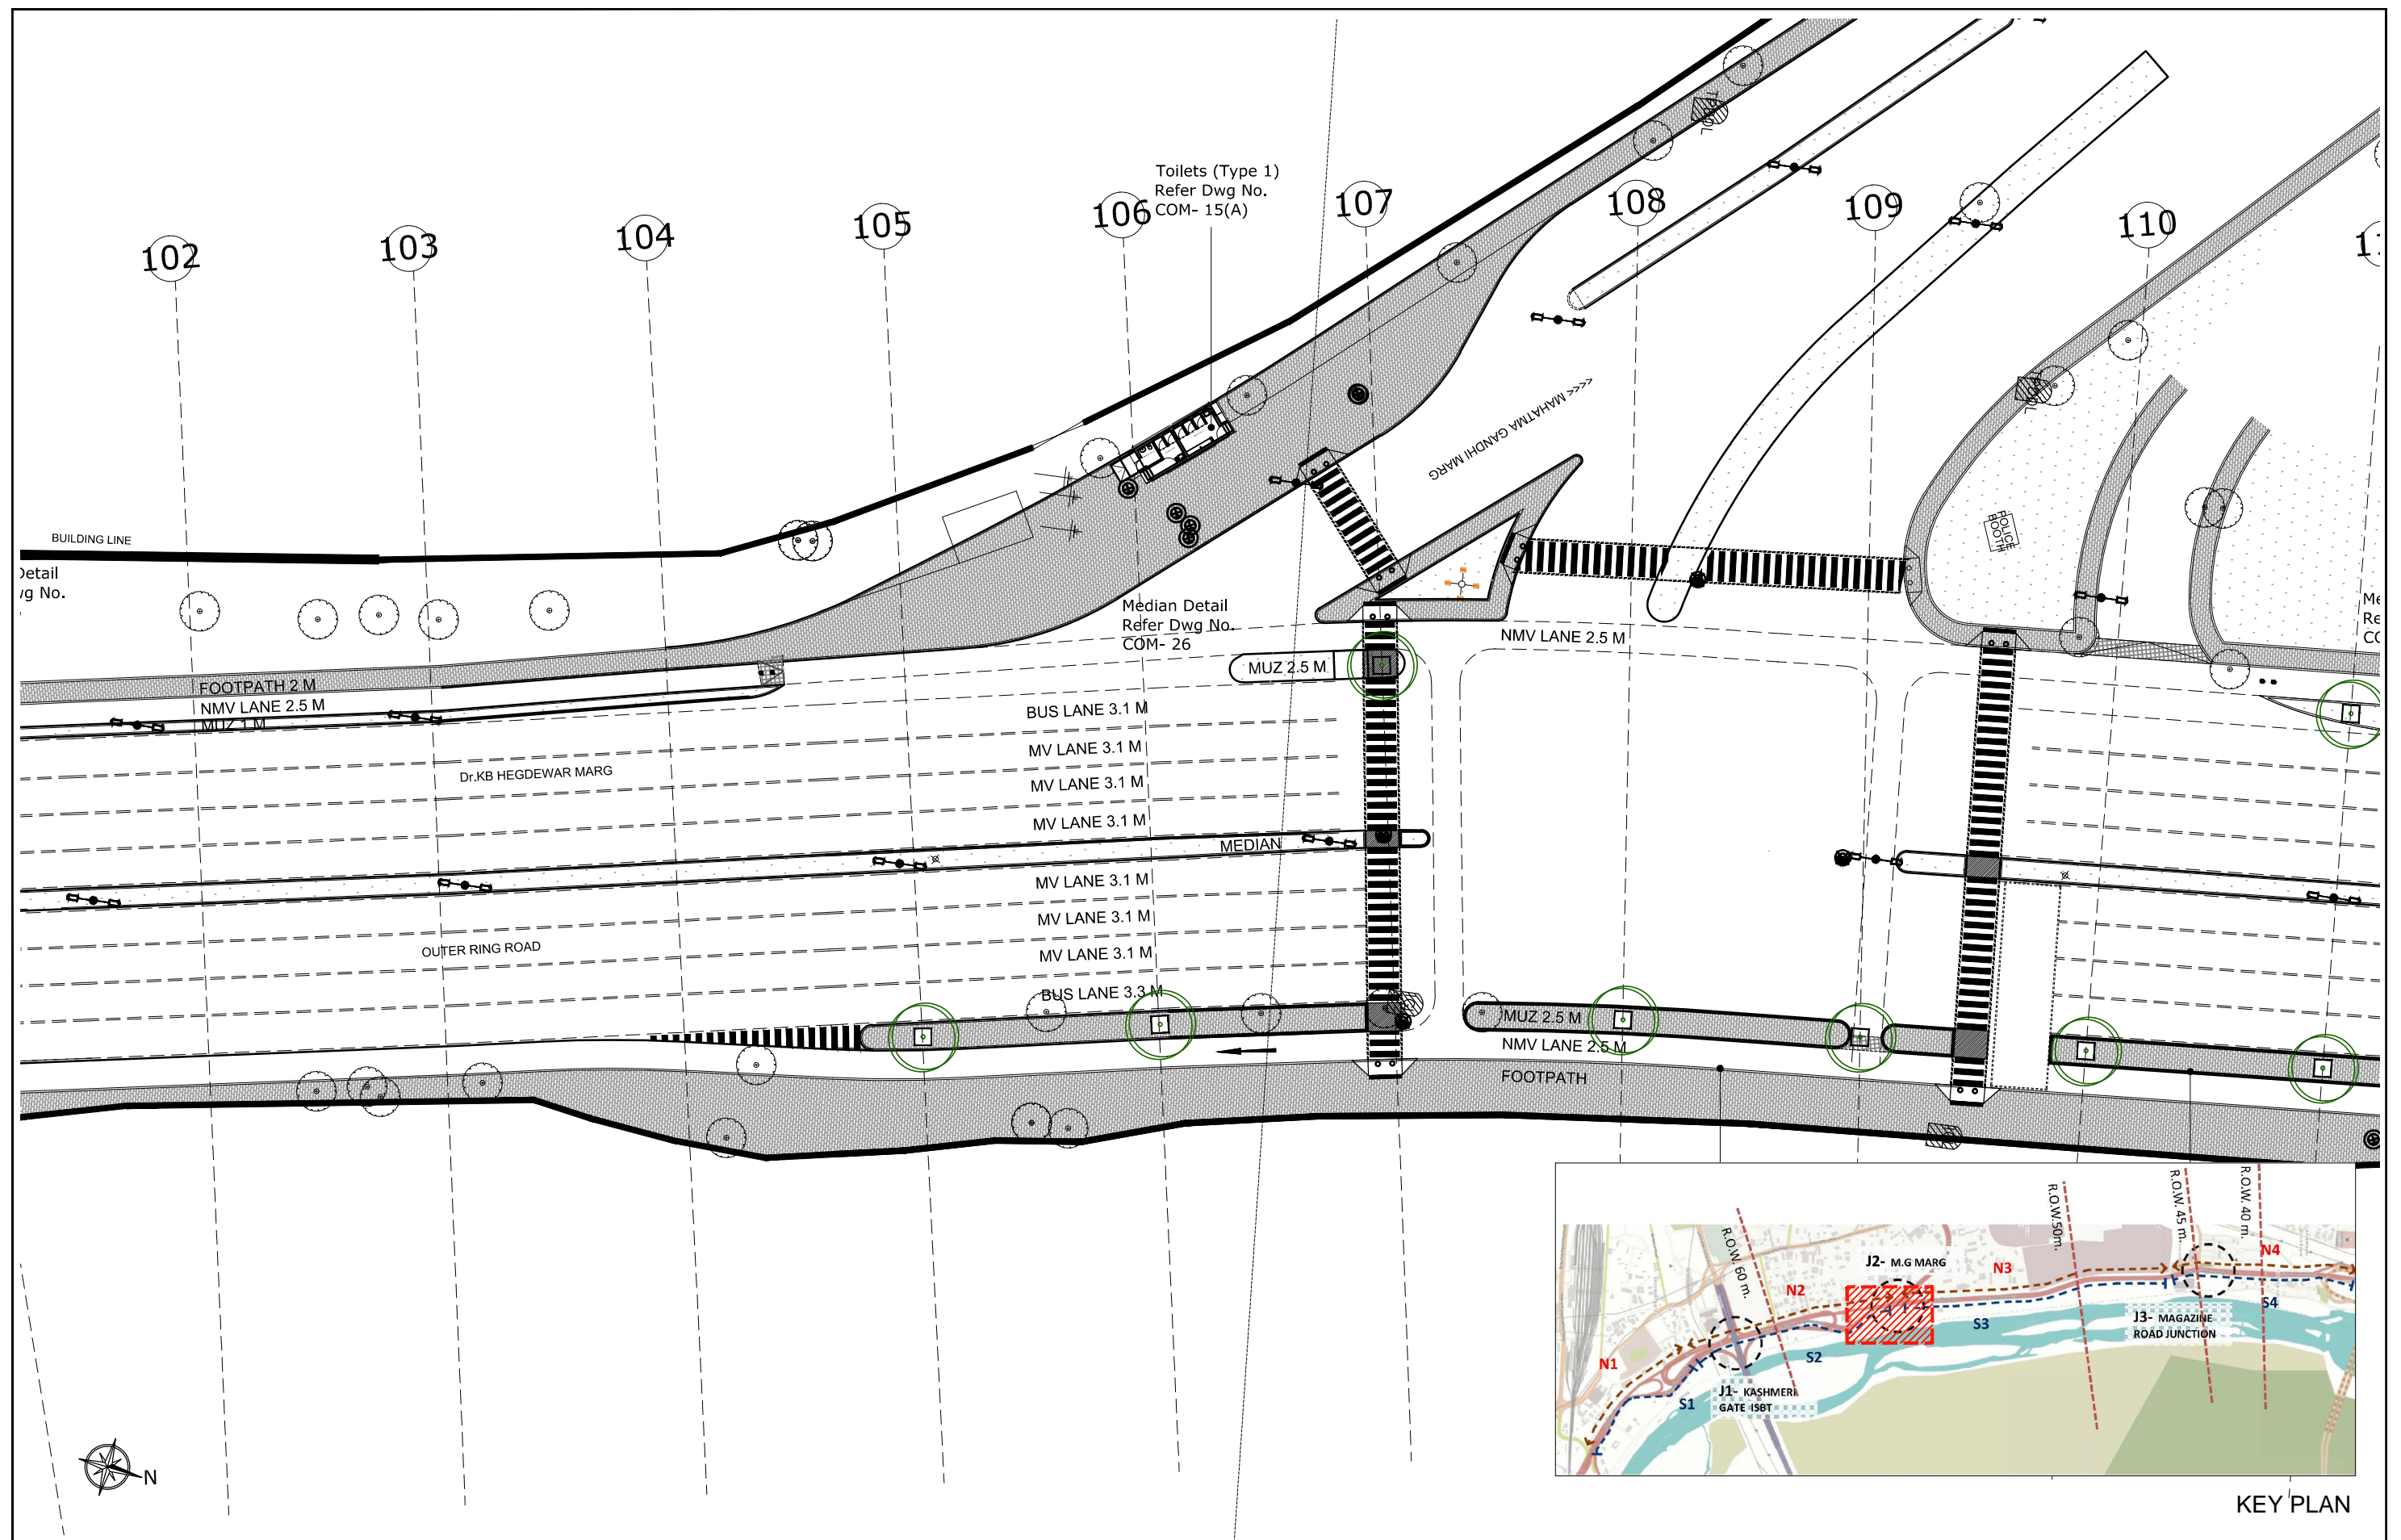 Toilets (Type 1)
Refer Dwg No.
COM- 15(A)
102
103
104
105
106
107
108
109
110
<<<< MAHATIMA GANDHI MARG
POLICE
BOOTH
BUILDING LINE
Detail
vg No.
Median Detail
Refer Dwg No.
COM- 26
Me
Re
CO
FOOTPATH 2 M
NMV LANE 2.5 M
MUZ 1 M
MUZ 2.5 M
NMV LANE 2.5 M
BUS LANE 3.1 M
MV LANE 3.1 M
MV LANE 3.1 M
MV LANE 3.1 M
Dr.KB HEGDEWAR MARG
MEDIAN
MV LANE 3.1 M
MV LANE 3.1 M
MV LANE 3.1 M
BUS LANE 3.3 M
OUTER RING ROAD
MUZ 2.5 M
NMV LANE 2.5 M
FOOTPATH
N
R.O.W. 60 m.
R.O.W.50m.
R.O.W. 45 m.
R.O.W. 40 m.
J2- M.G MARG
N1
N2
N3
N4
S1
S2
S3
S4
J1- KASHMERI
GATE ISBT
J3- MAGAZINE
ROAD JUNCTION
KEY PLAN